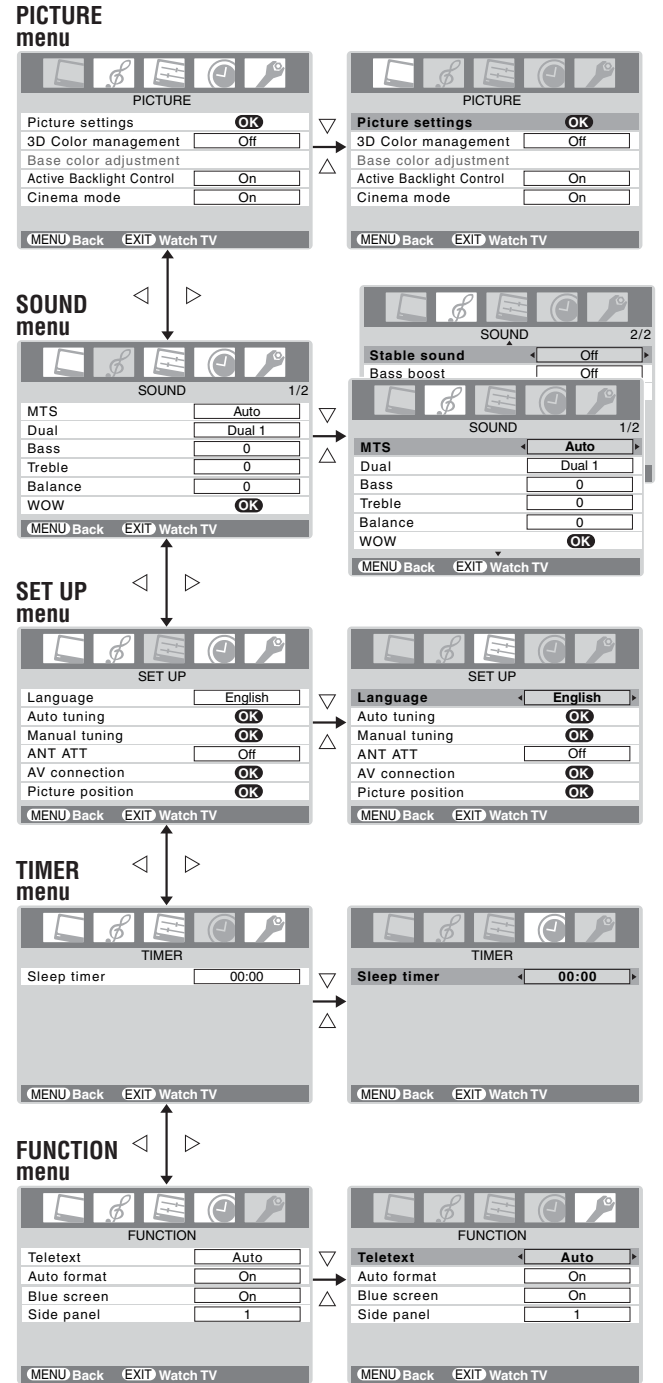 PICTURE
menu
PICTURE
Picture settings OK
3D Color management Off
Base color adjustment
Active Backlight Control On
Cinema mode On
MENU Back EXIT Watch TV
PICTURE
Picture settings OK
3D Color management Off
Base color adjustment
Active Backlight Control On
Cinema mode On
MENU Back EXIT Watch TV
SOUND
menu
SOUND 1/2
MTS Auto
Dual Dual 1
Bass 0
Treble 0
Balance 0
WOW OK
MENU Back EXIT Watch TV
SOUND 2/2
Stable sound Off
Bass boost Off
SOUND 1/2
MTS Auto
Dual Dual 1
Bass 0
Treble 0
Balance 0
WOW OK
MENU Back EXIT Watch TV
SET UP
menu
SET UP
Language English
Auto tuning OK
Manual tuning OK
ANT ATT Off
AV connection OK
Picture position OK
MENU Back EXIT Watch TV
SET UP
Language English
Auto tuning OK
Manual tuning OK
ANT ATT Off
AV connection OK
Picture position OK
MENU Back EXIT Watch TV
TIMER
menu
TIMER
Sleep timer 00:00
MENU Back EXIT Watch TV
TIMER
Sleep timer 00:00
MENU Back EXIT Watch TV
FUNCTION
menu
FUNCTION
Teletext Auto
Auto format On
Blue screen On
Side panel 1
MENU Back EXIT Watch TV
FUNCTION
Teletext Auto
Auto format On
Blue screen On
Side panel 1
MENU Back EXIT Watch TV